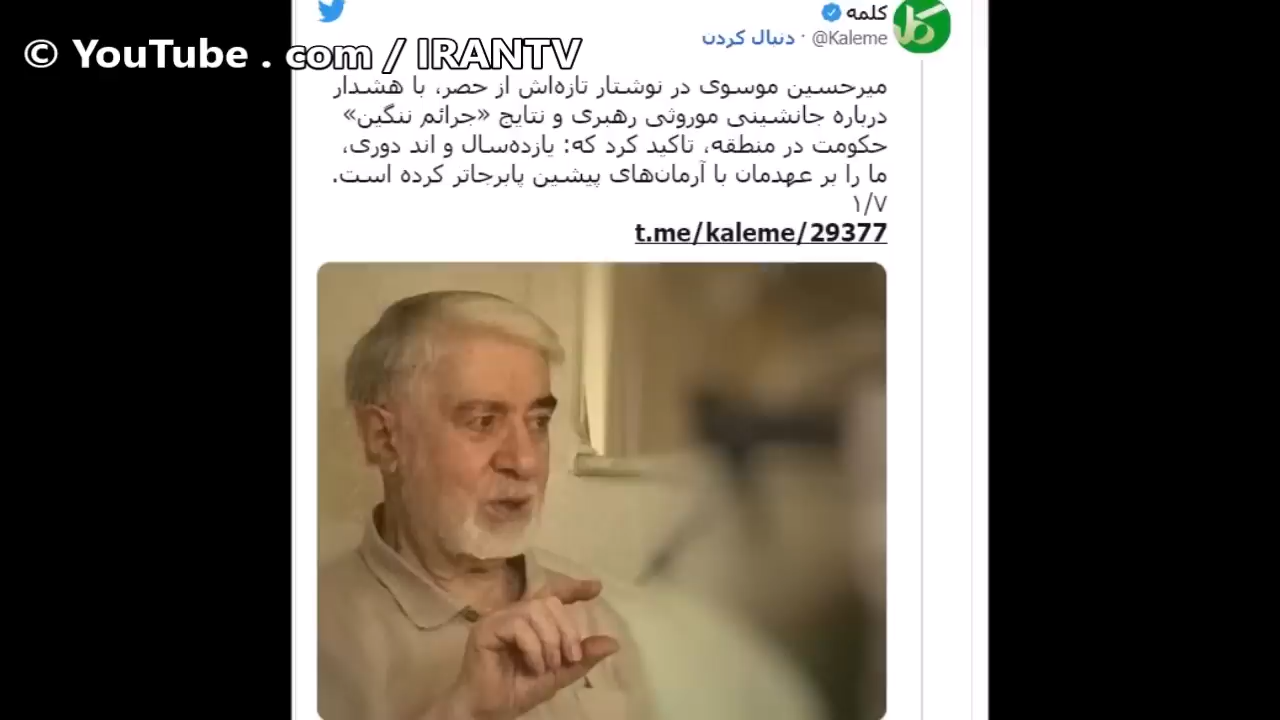 © YouTube . com / IRANTV
کلمه
@Kaleme · دنبال کردن
میرحسین موسوی در نوشتار تازه‌اش از حصر، با هشدار
درباره جانشینی موروثی رهبری و نتایج «جرائم ننگین»
حکومت در منطقه، تاکید کرد که: یازده‌سال و اند دوری،
ما را بر عهدمان با آرمان‌های پیشین پابرجاتر کرده است.
۱/۷
t.me/kaleme/29377